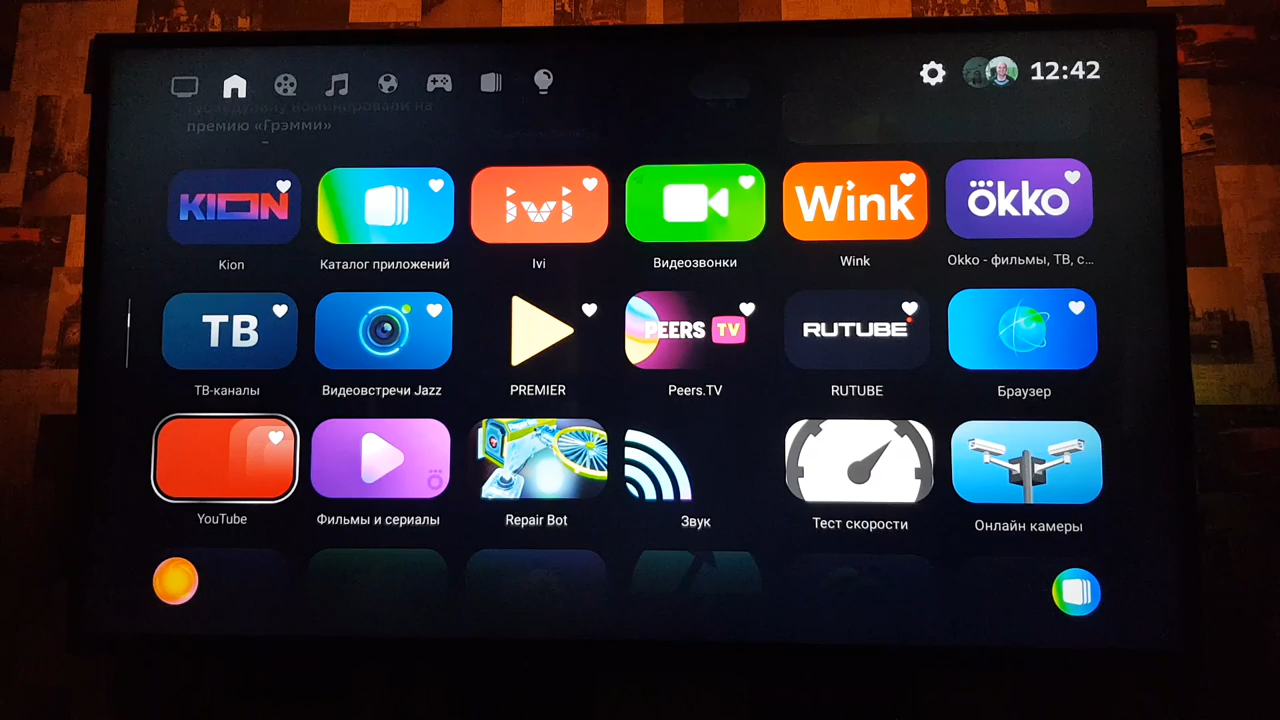 12:42
номинировали на
премию «Грэмми»
KION
ivi
Wink
ökko
Kion
Каталог приложений
Ivi
Видеозвонки
Wink
Okko - фильмы, ТВ, с...
ТВ
PEERS TV
RUTUBE
ТВ-каналы
Видеовстречи Jazz
PREMIER
Peers.TV
RUTUBE
Браузер
YouTube
Фильмы и сериалы
Repair Bot
Звук
Тест скорости
Онлайн камеры